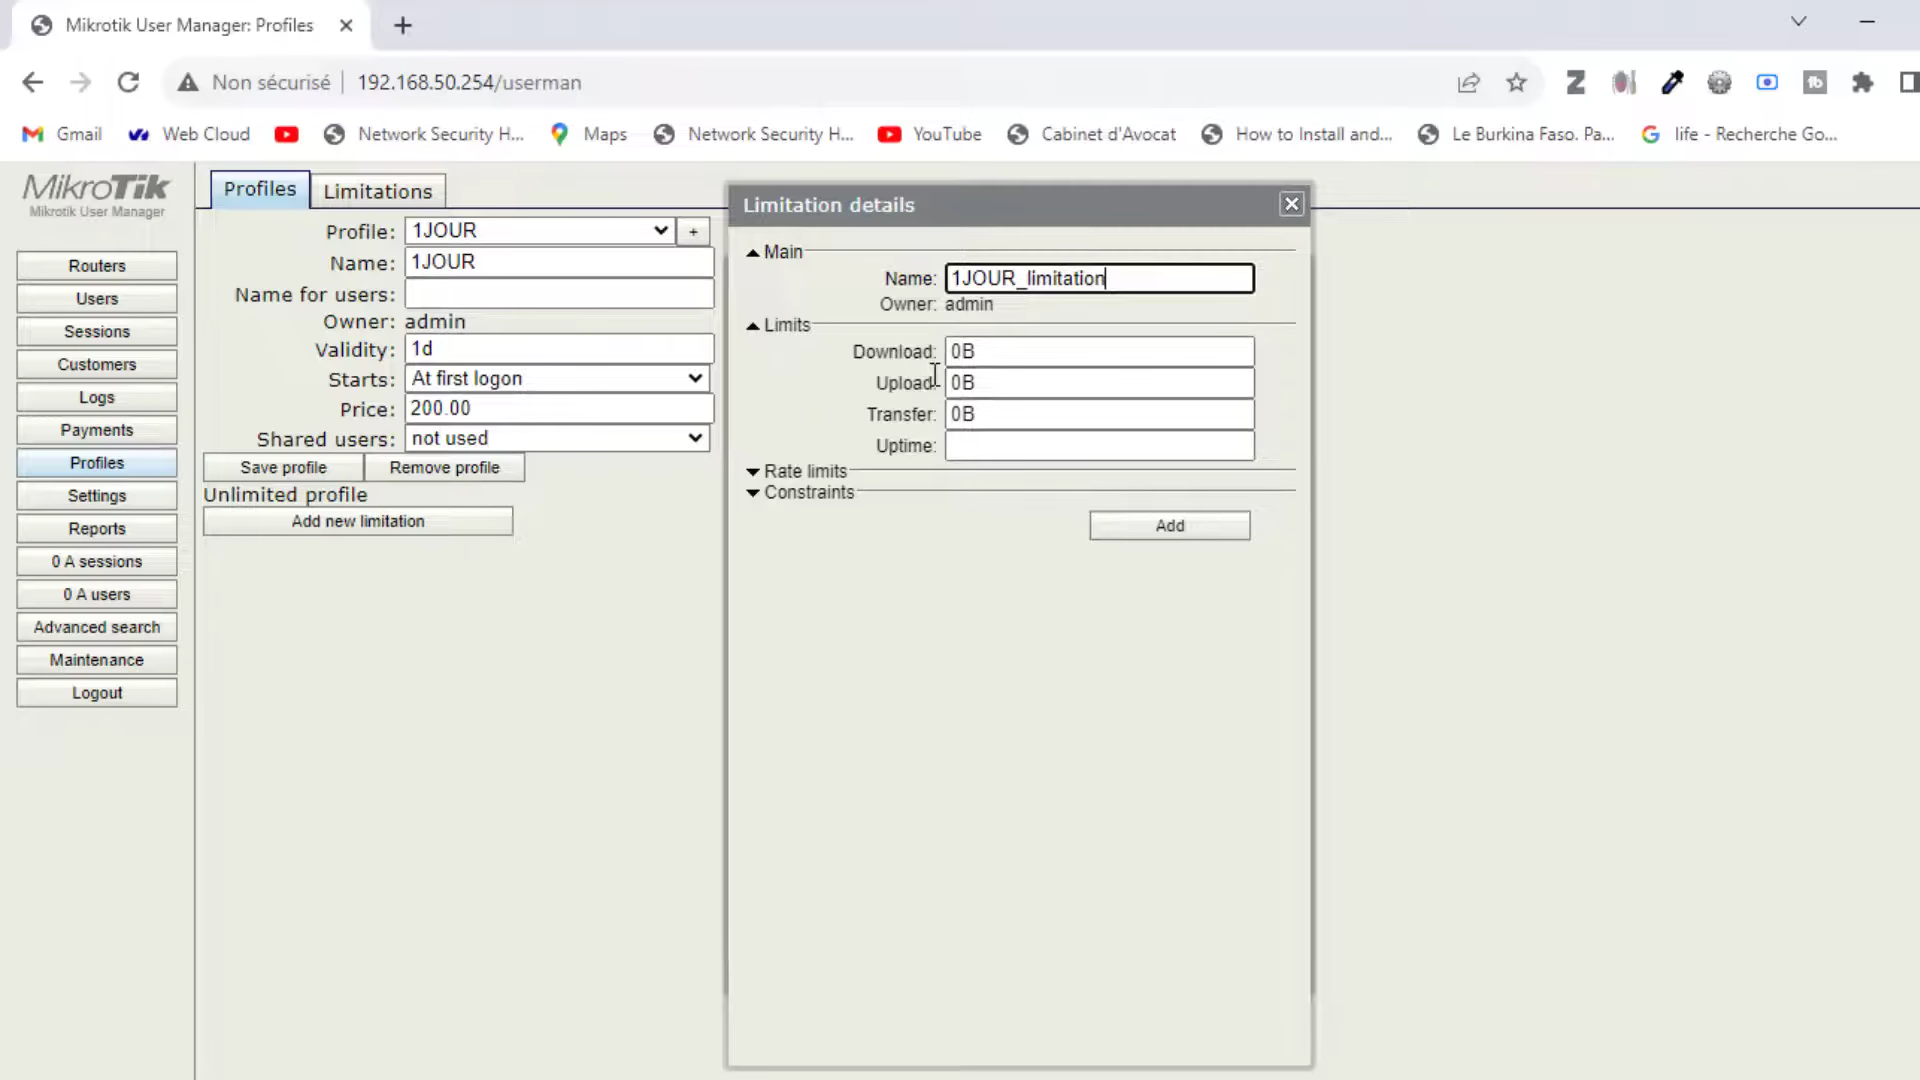 Mikrotik User Manager: Profiles
Non sécurisé 192.168.50.254/userman
Gmail Web Cloud Network Security H... Maps Network Security H... YouTube Cabinet d'Avocat How to Install and... Le Burkina Faso. Pa... life - Recherche Go...
MikroTik
Mikrotik User Manager
Routers
Users
Sessions
Customers
Logs
Payments
Profiles
Settings
Reports
0 A sessions
0 A users
Advanced search
Maintenance
Logout
Profiles Limitations
Profile: 1JOUR +
Name: 1JOUR
Name for users:
Owner: admin
Validity: 1d
Starts: At first logon
Price: 200.00
Shared users: not used
Save profile Remove profile
Unlimited profile
Add new limitation
Limitation details
Main
Name: 1JOUR_limitation
Owner: admin
Limits
Download: 0B
Upload: 0B
Transfer: 0B
Uptime:
Rate limits
Constraints
Add